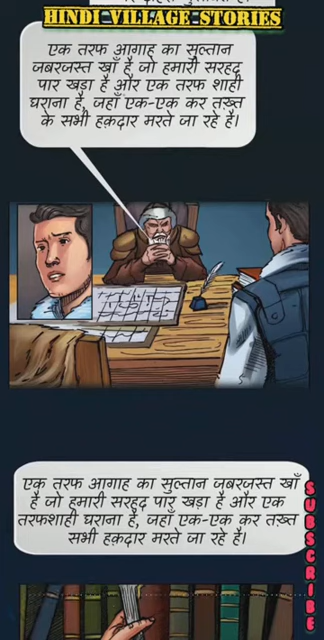 HINDI VILLAGE STORIES
एक तरफ आगाह का सुल्तान
जबरजस्त खाँ है जो हमारी सरहद
पार खड़ा है और एक तरफ शाही
घराना है, जहाँ एक-एक कर तख्त
के सभी हक़दार मरते जा रहे है।
एक तरफ आगाह का सुल्तान जबरजस्त खाँ
है जो हमारी सरहद पार खड़ा है और एक
तरफशाही घराना है, जहाँ एक-एक कर तख्त
सभी हक़दार मरते जा रहे है।
SUBSCRIBE